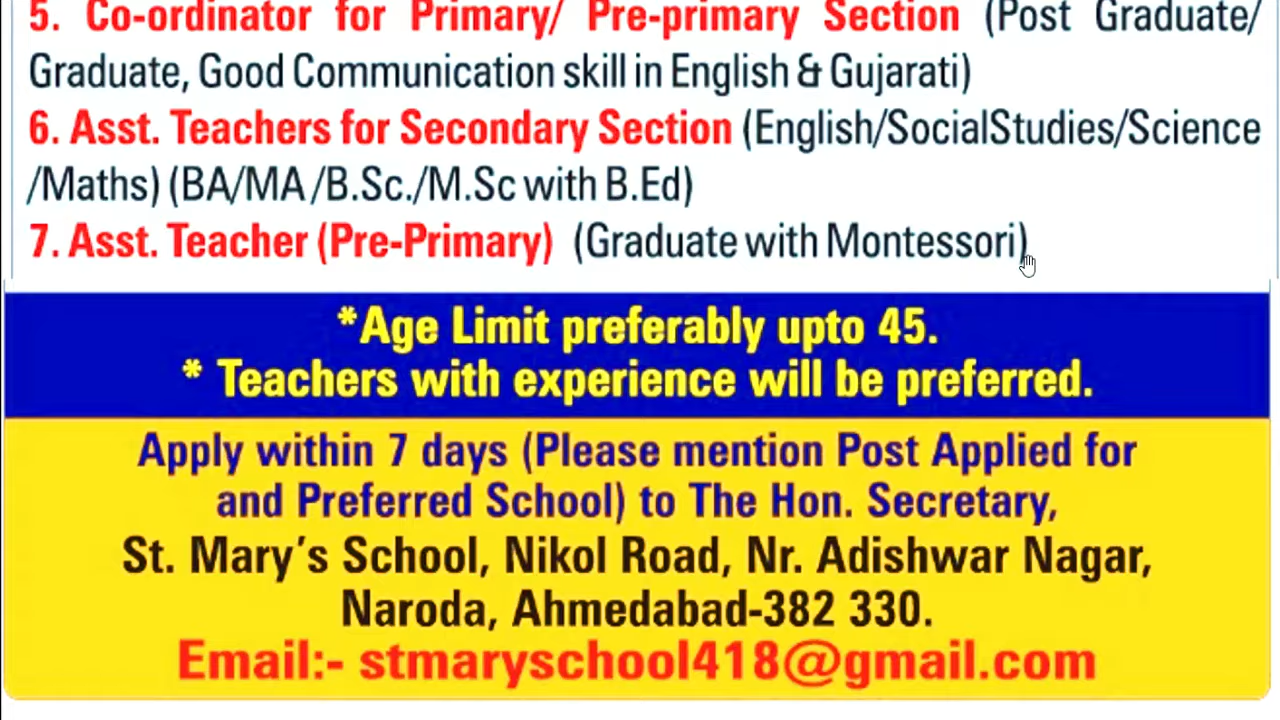 5. Co-ordinator for Primary/ Pre-primary Section (Post Graduate/
Graduate, Good Communication skill in English & Gujarati)
6. Asst. Teachers for Secondary Section (English/SocialStudies/Science
/Maths) (BA/MA/B.Sc./M.Sc with B.Ed)
7. Asst. Teacher (Pre-Primary) (Graduate with Montessori)
*Age Limit preferably upto 45.
* Teachers with experience will be preferred.
Apply within 7 days (Please mention Post Applied for
and Preferred School) to The Hon. Secretary,
St. Mary's School, Nikol Road, Nr. Adishwar Nagar,
Naroda, Ahmedabad-382 330.
Email:- stmaryschool418@gmail.com